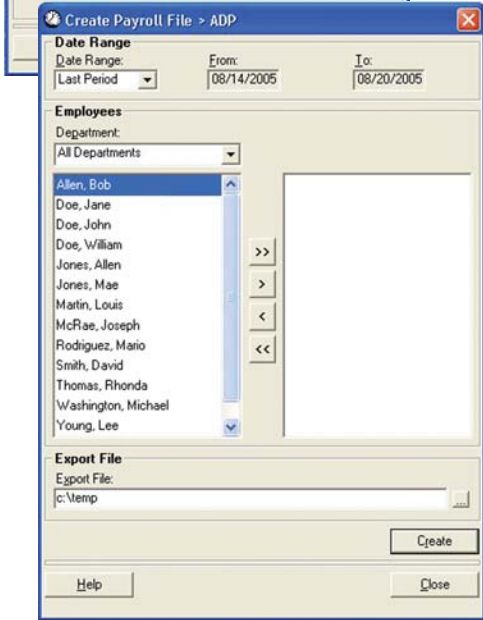 Create Payroll File > ADP
Date Range
Date Range: From: To:
Last Period 08/14/2005 08/20/2005
Employees
Department:
All Departments
Allen, Bob
Doe, Jane
Doe, John
Doe, William
Jones, Allen
Jones, Mae
Martin, Louis
McRae, Joseph
Rodriguez, Mario
Smith, David
Thomas, Rhonda
Washington, Michael
Young, Lee
>>
>
<
<<
Export File
Export File:
c:\temp
...
Create
Help Close